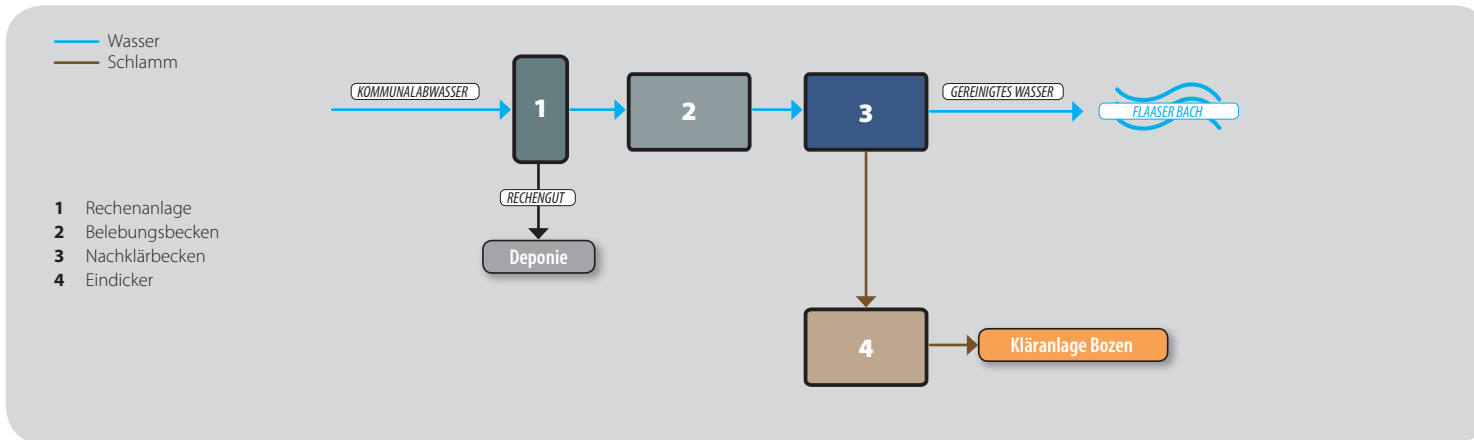 Wasser
Schlamm
KOMMUNALABWASSER
1
2
3
GEREINIGTES WASSER
FLAASER BACH
RECHENGUT
Deponie
1 Rechenanlage
2 Belebungsbecken
3 Nachklärbecken
4 Eindicker
4
Kläranlage Bozen